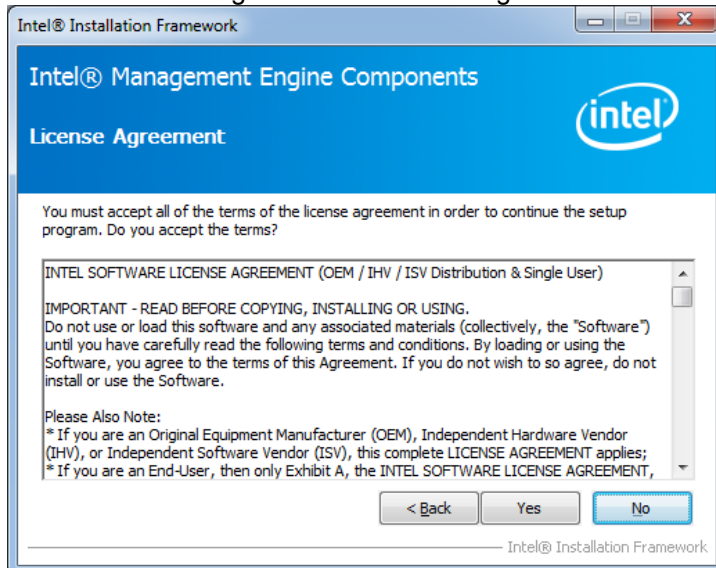 Intel® Installation Framework
Intel® Management Engine Components
License Agreement
intel
You must accept all of the terms of the license agreement in order to continue the setup
program. Do you accept the terms?
INTEL SOFTWARE LICENSE AGREEMENT (OEM / IHV / ISV Distribution & Single User)
IMPORTANT - READ BEFORE COPYING, INSTALLING OR USING.
Do not use or load this software and any associated materials (collectively, the "Software")
until you have carefully read the following terms and conditions. By loading or using the
Software, you agree to the terms of this Agreement. If you do not wish to so agree, do not
install or use the Software.
Please Also Note:
* If you are an Original Equipment Manufacturer (OEM), Independent Hardware Vendor
(IHV), or Independent Software Vendor (ISV), this complete LICENSE AGREEMENT applies;
* If you are an End-User, then only Exhibit A, the INTEL SOFTWARE LICENSE AGREEMENT,
< Back Yes No
Intel® Installation Framework